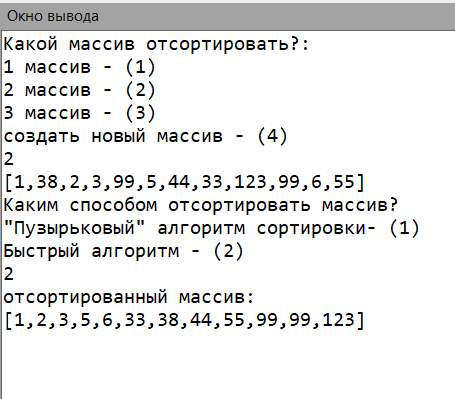 Окно вывода
Какой массив отсортировать?:
1 массив - (1)
2 массив - (2)
3 массив - (3)
создать новый массив - (4)
2
[1,38,2,3,99,5,44,33,123,99,6,55]
Каким способом отсортировать массив?
"Пузырьковый" алгоритм сортировки- (1)
Быстрый алгоритм - (2)
2
отсортированный массив:
[1,2,3,5,6,33,38,44,55,99,99,123]